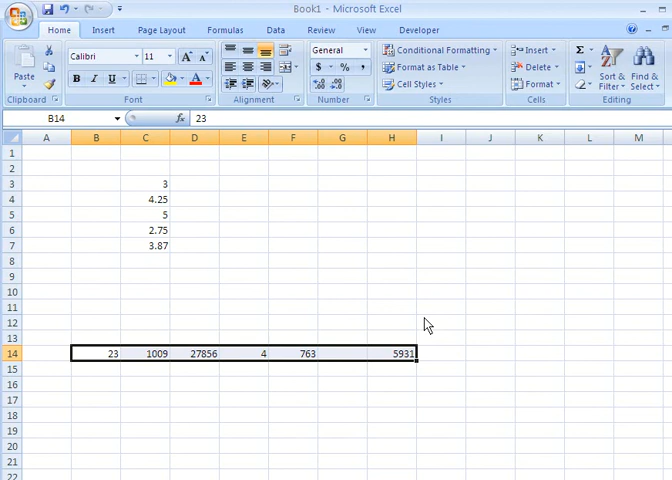 Book1 - Microsoft Excel
Home Insert Page Layout Formulas Data Review View Developer
Paste
Clipboard
Calibri 11 A A
B I U A
Font
Alignment
General
$ % ,
Number
Conditional Formatting
Format as Table
Cell Styles
Styles
Insert
Delete
Format
Cells
Σ
Sort & Filter
Find & Select
Editing
B14 fx 23
A B C D E F G H I J K L M
1
2
3 3
4 4.25
5 5
6 2.75
7 3.87
8
9
10
11
12
13
14 23 1009 27856 4 763 5931
15
16
17
18
19
20
21
22